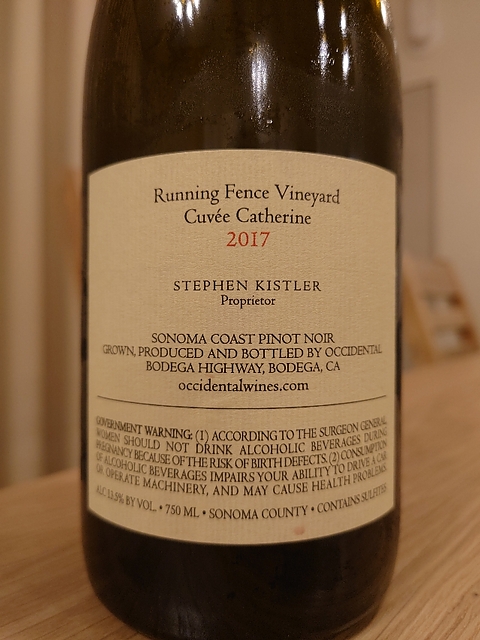 Running Fence Vineyard
Cuvée Catherine
2017
STEPHEN KISTLER
Proprietor
SONOMA COAST PINOT NOIR
GROWN, PRODUCED AND BOTTLED BY OCCIDENTAL
BODEGA HIGHWAY, BODEGA, CA
occidentalwines.com
GOVERNMENT WARNING: (1) ACCORDING TO THE SURGEON GENERAL,
WOMEN SHOULD NOT DRINK ALCOHOLIC BEVERAGES DURING
PREGNANCY BECAUSE OF THE RISK OF BIRTH DEFECTS. (2) CONSUMPTION
OF ALCOHOLIC BEVERAGES IMPAIRS YOUR ABILITY TO DRIVE A CAR
OR OPERATE MACHINERY, AND MAY CAUSE HEALTH PROBLEMS.
ALC 13.5% BY VOL. • 750 ML • SONOMA COUNTY • CONTAINS SULFITES